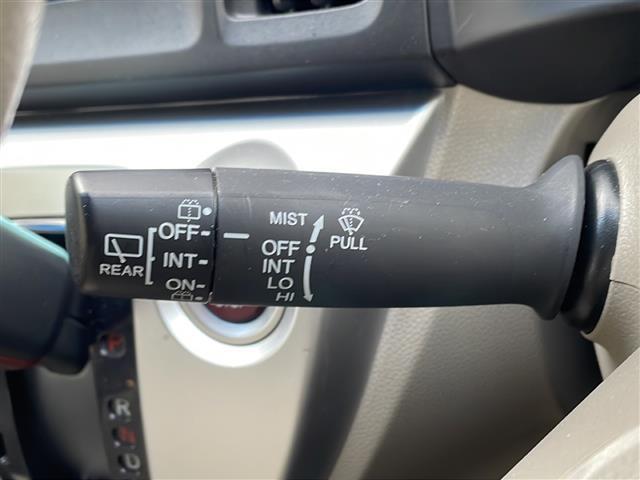 REAR
OFF
INT
ON
MIST
OFF
INT
LO
HI
PULL
P
R
N
D